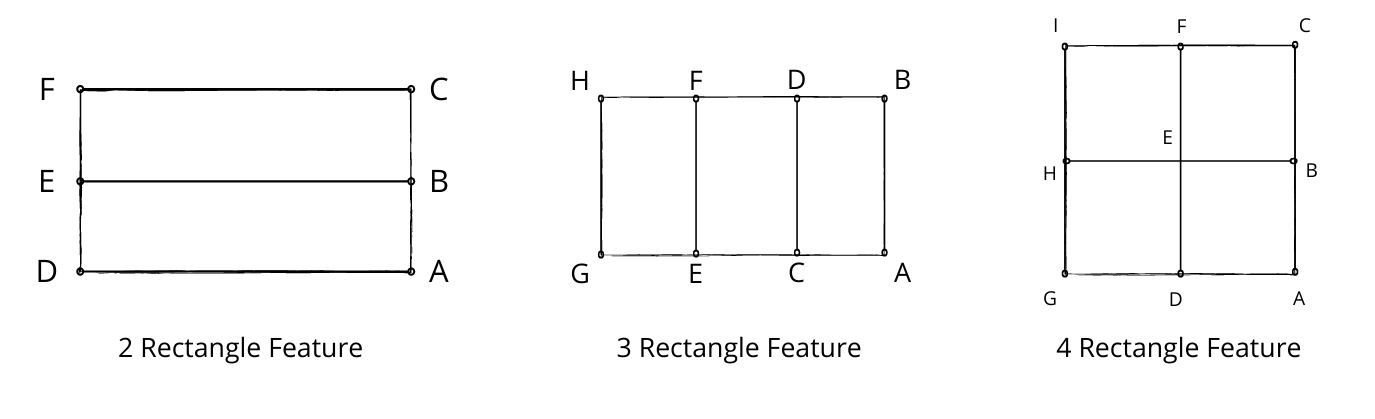 F C
E B
D A
2 Rectangle Feature
H F D B
G E C A
3 Rectangle Feature
I F C
E
H B
G D A
4 Rectangle Feature